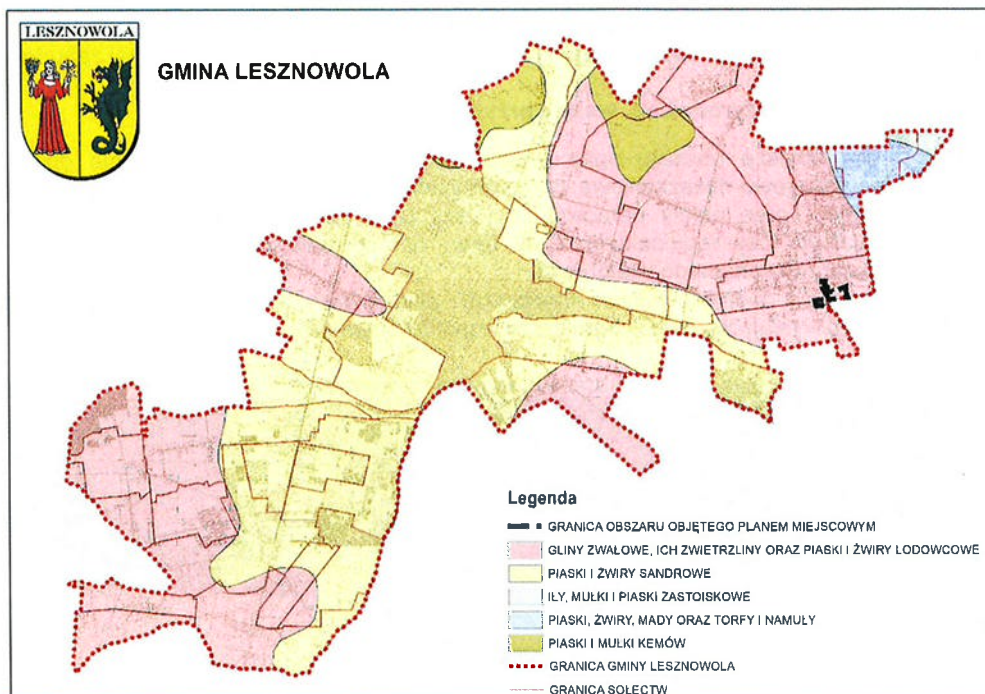 LESZNOWOLA
GMINA LESZNOWOLA
Legenda
GRANICA OBSZARU OBJĘTEGO PLANEM MIEJSCOWYM
GLINY ZWAŁOWE, ICH ZWIETRZLINY ORAZ PIASKI I ŻWIRY LODOWCOWE
PIASKI I ŻWIRY SANDROWE
IŁY, MUŁKI I PIASKI ZASTOISKOWE
PIASKI, ŻWIRY, MADY ORAZ TORFY I NAMUŁY
PIASKI I MUŁKI KEMÓW
GRANICA GMINY LESZNOWOLA
GRANICA SOŁECTW